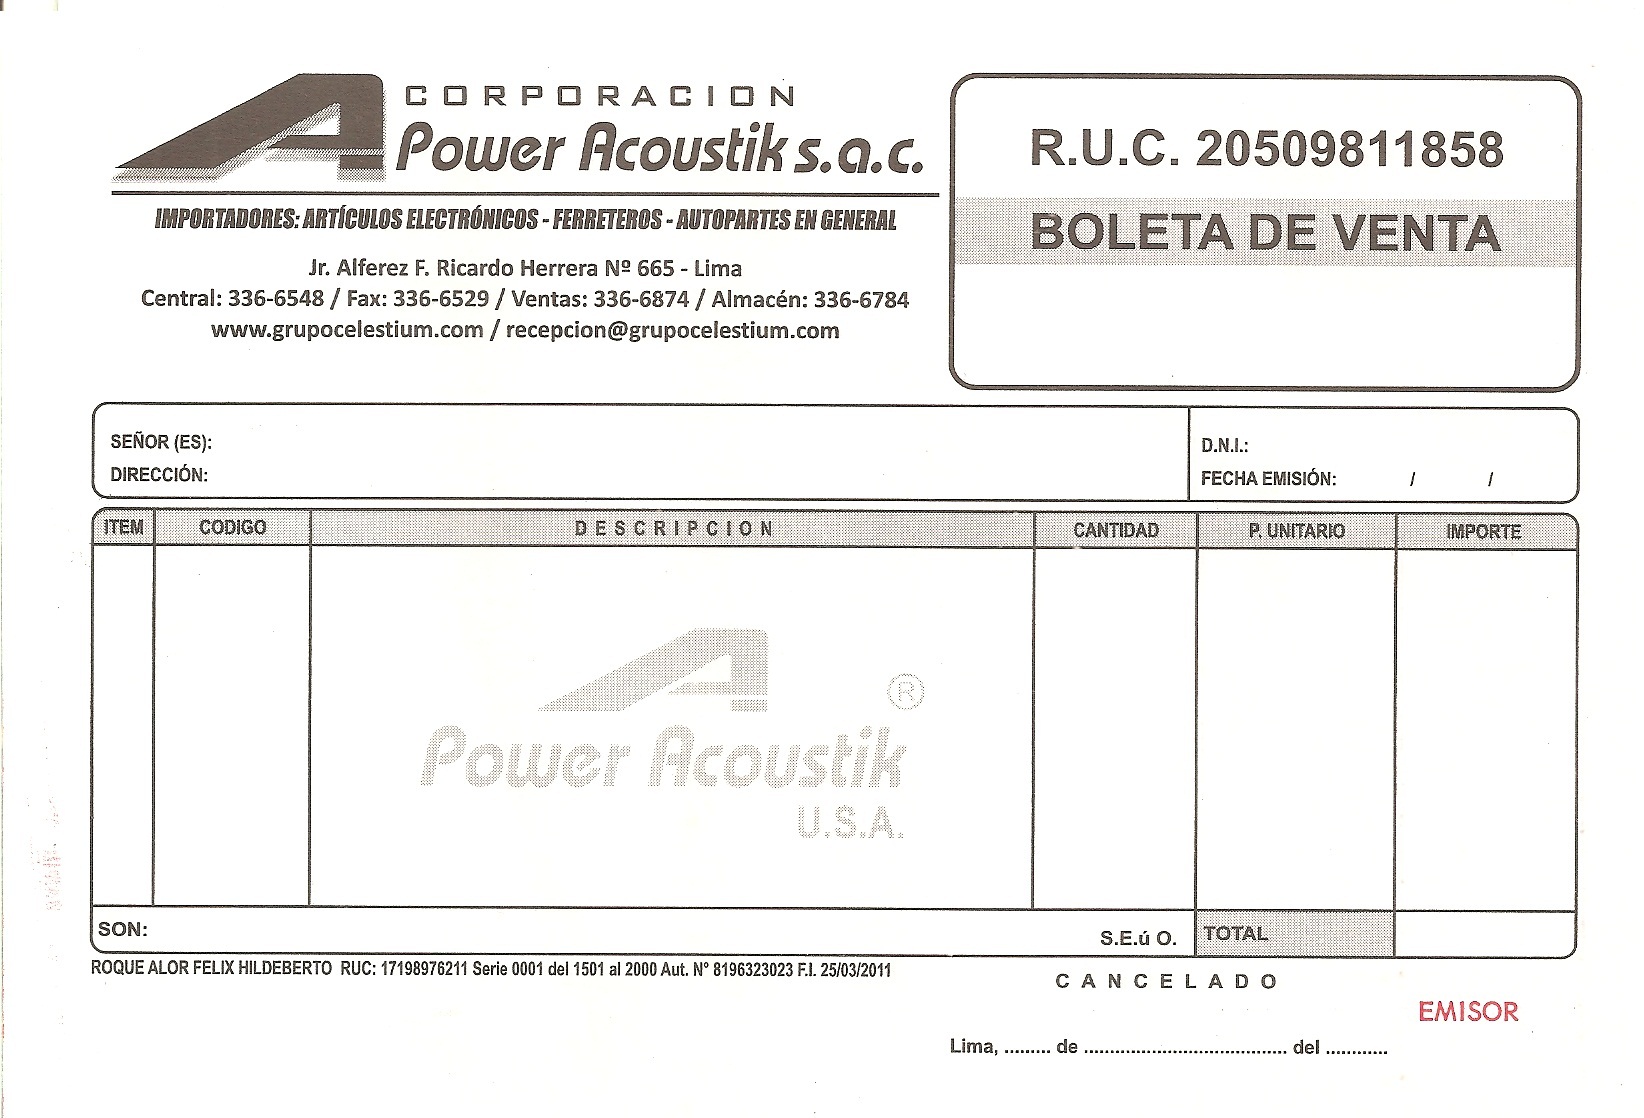 CORPORACION
Power Acoustik s.a.c.
IMPORTADORES: ARTÍCULOS ELECTRÓNICOS - FERRETEROS - AUTOPARTES EN GENERAL
Jr. Alferez F. Ricardo Herrera Nº 665 - Lima
Central: 336-6548 / Fax: 336-6529 / Ventas: 336-6874 / Almacén: 336-6784
www.grupocelestium.com / recepcion@grupocelestium.com
R.U.C. 20509811858
BOLETA DE VENTA
SEÑOR (ES):
DIRECCIÓN:
D.N.I.:
FECHA EMISIÓN: / /
ITEM CODIGO DESCRIPCION CANTIDAD P. UNITARIO IMPORTE
®
Power Acoustik
U.S.A.
SON: S.E.ú O. TOTAL
ROQUE ALOR FELIX HILDEBERTO RUC: 17198976211 Serie 0001 del 1501 al 2000 Aut. N° 8196323023 F.I. 25/03/2011
CANCELADO
EMISOR
Lima, ......... de ....................................... del ............